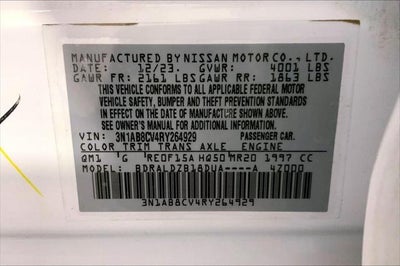 MANUFACTURED BY NISSAN MOTOR CO., LTD.
DATE: 12/23. GVWR: 4001 LBS
GAWR FR: 2161 LBS GAWR RR: 1863 LBS
THIS VEHICLE CONFORMS TO ALL APPLICABLE FEDERAL MOTOR
VEHICLE SAFETY, BUMPER AND THEFT PREVENTION STANDARDS
IN EFFECT ON THE DATE OF MANUFACTURE SHOWN ABOVE.
SEE OWNER'S MANUAL FOR ADDITIONAL INFORMATION
VIN: 3N1AB8CV4RY264929 PASSENGER CAR.
COLOR TRIM TRANS AXLE ENGINE
QM1 G RE0F15A HQ50 MR20 1997 CC
MODEL: BDRALDZB18DUA----A 47000
3N1AB8CV4RY264929